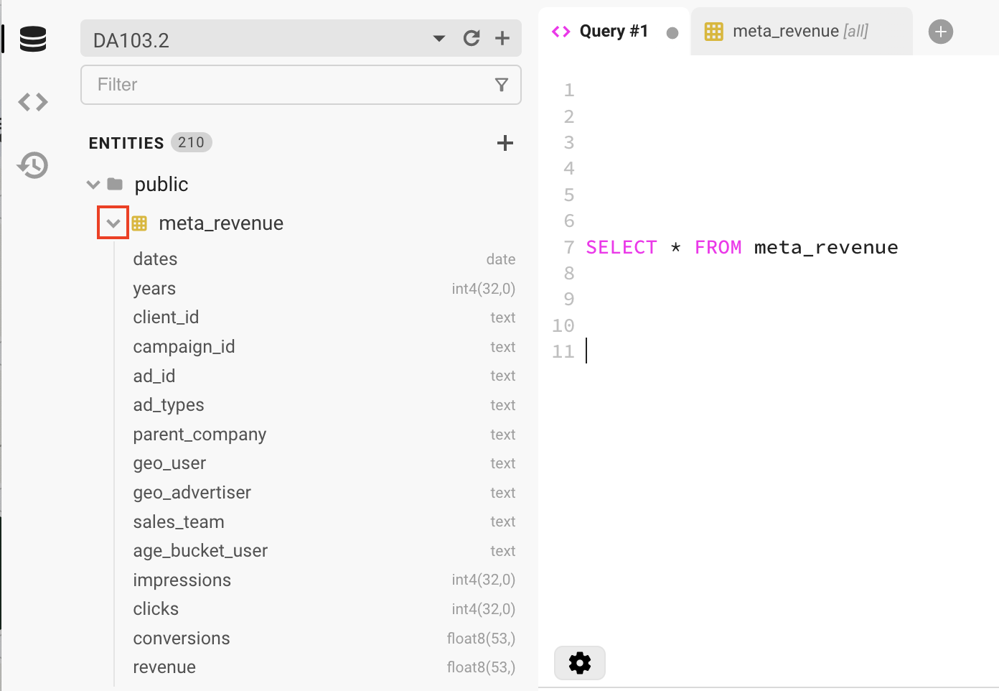 DA103.2
Filter
ENTITIES 210
public
meta_revenue
dates date
years int4(32,0)
client_id text
campaign_id text
ad_id text
ad_types text
parent_company text
geo_user text
geo_advertiser text
sales_team text
age_bucket_user text
impressions int4(32,0)
clicks int4(32,0)
conversions float8(53,)
revenue float8(53,)
Query #1
meta_revenue [all]
1
2
3
4
5
6
7 SELECT * FROM meta_revenue
8
9
10
11